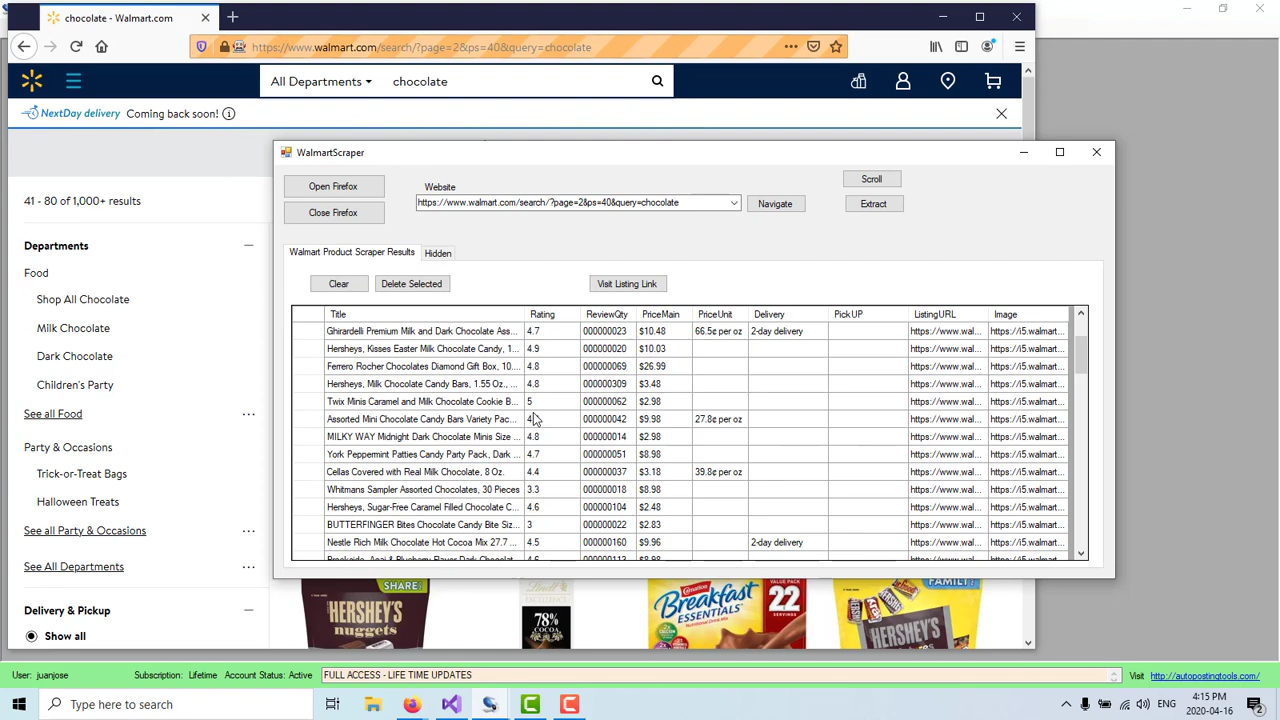 chocolate - Walmart.com
https://www.walmart.com/search/?page=2&ps=40&query=chocolate
All Departments
chocolate
NextDay delivery Coming back soon!
41 - 80 of 1,000+ results
Departments
Food
Shop All Chocolate
Milk Chocolate
Dark Chocolate
Children's Party
See all Food
Party & Occasions
Trick-or-Treat Bags
Halloween Treats
See all Party & Occasions
See All Departments
Delivery & Pickup
Show all
WalmartScraper
Open Firefox
Close Firefox
Website
https://www.walmart.com/search/?page=2&ps=40&query=chocolate
Navigate
Scroll
Extract
Walmart Product Scraper Results Hidden
Clear Delete Selected Visit Listing Link
Title Rating ReviewQty PriceMain PriceUnit Delivery PickUP ListingURL Image
Ghirardelli Premium Milk and Dark Chocolate Ass... 4.7 000000023 $10.48 66.5¢ per oz 2-day delivery https://www.wal... https://i5.walmart...
Hersheys, Kisses Easter Milk Chocolate Candy, 1... 4.9 000000020 $10.03 https://www.wal... https://i5.walmart...
Ferrero Rocher Chocolates Diamond Gift Box, 10.... 4.8 000000069 $26.99 https://www.wal... https://i5.walmart...
Hersheys, Milk Chocolate Candy Bars, 1.55 Oz., ... 4.8 000000309 $3.48 https://www.wal... https://i5.walmart...
Twix Minis Caramel and Milk Chocolate Cookie B... 5 000000062 $2.98 https://www.wal... https://i5.walmart...
Assorted Mini Chocolate Candy Bars Variety Pac... 000000042 $9.98 27.8¢ per oz https://www.wal... https://i5.walmart...
MILKY WAY Midnight Dark Chocolate Minis Size ... 4.8 000000014 $2.98 https://www.wal... https://i5.walmart...
York Peppermint Patties Candy Party Pack, Dark ... 4.7 000000051 $8.98 https://www.wal... https://i5.walmart...
Cellas Covered with Real Milk Chocolate, 8 Oz. 4.4 000000037 $3.18 39.8¢ per oz https://www.wal... https://i5.walmart...
Whitmans Sampler Assorted Chocolates, 30 Pieces 3.3 000000018 $8.98 https://www.wal... https://i5.walmart...
Hersheys, Sugar-Free Caramel Filled Chocolate C... 4.6 000000104 $2.48 https://www.wal... https://i5.walmart...
BUTTERFINGER Bites Chocolate Candy Bite Siz... 3 000000022 $2.83 https://www.wal... https://i5.walmart...
Nestle Rich Milk Chocolate Hot Cocoa Mix 27.7 ... 4.5 000000160 $9.96 2-day delivery https://www.wal... https://i5.walmart...
SHARE
HERSHEY'S
nuggets
Lindt
EXCELLENCE
78%
COCOA
Carnation
Breakfast
ESSENTIALS
VALUE PACK
22
SERVINGS
FAMILY
HERSHEY'S
User: juanjose Subscription: Lifetime Account Status: Active FULL ACCESS - LIFE TIME UPDATES Visit http://autopostingtools.com/
Type here to search
ENG
4:15 PM
2020-04-16
2